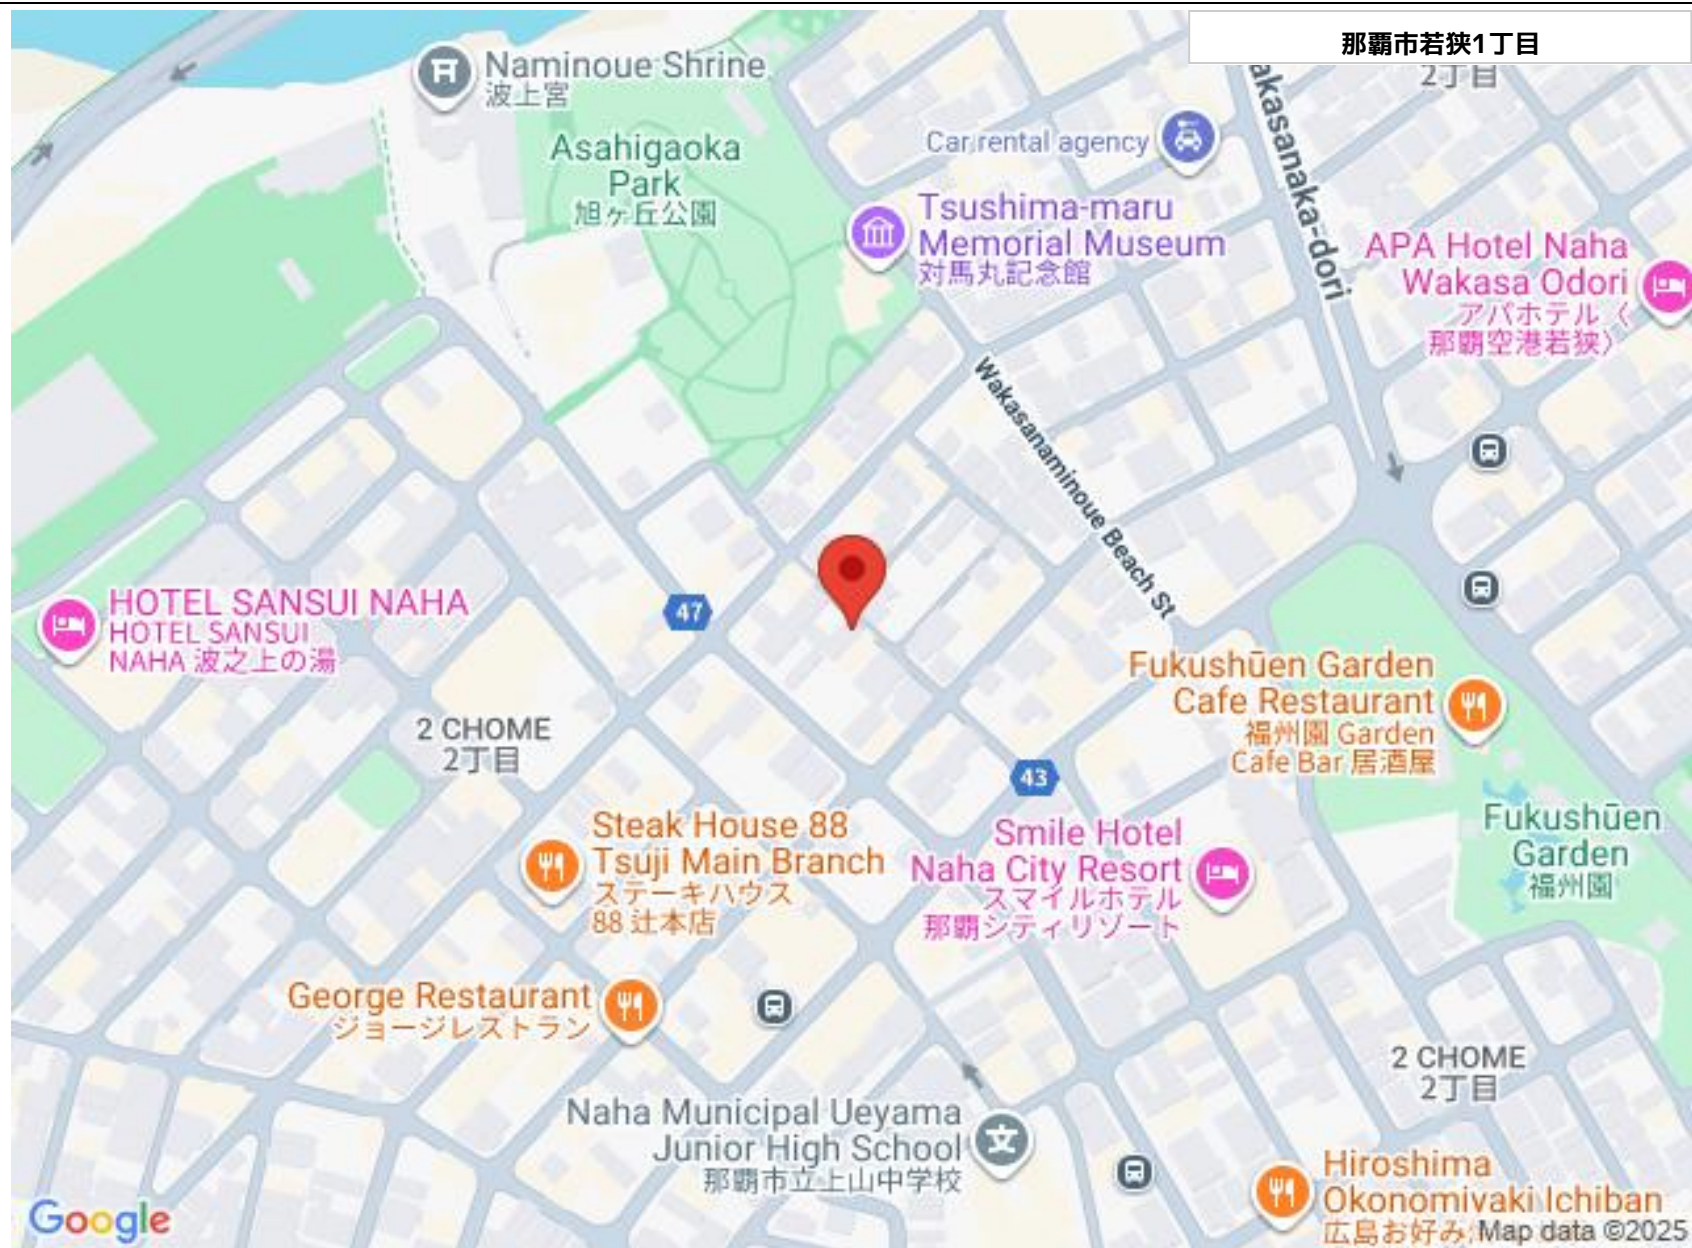 那覇市若狭1丁目
2丁目
Naminoue Shrine
波上宮
Asahigaoka
Park
旭ヶ丘公園
Car rental agency
akasanaka-dori
Tsushima-maru
Memorial Museum
対馬丸記念館
APA Hotel Naha
Wakasa Odori
アパホテル〈
那覇空港若狭〉
Wakasanaminoue Beach St
HOTEL SANSUI NAHA
HOTEL SANSUI
NAHA 波之上の湯
47
2 CHOME
2丁目
Fukushūen Garden
Cafe Restaurant
福州園 Garden
Cafe Bar 居酒屋
43
Steak House 88
Tsuji Main Branch
ステーキハウス
88 辻本店
Smile Hotel
Naha City Resort
スマイルホテル
那覇シティリゾート
Fukushūen
Garden
福州園
George Restaurant
ジョージレストラン
2 CHOME
2丁目
Naha Municipal Ueyama
Junior High School
那覇市立上山中学校
文
Hiroshima
Okonomiyaki Ichiban
広島お好み
Google
Map data ©2025